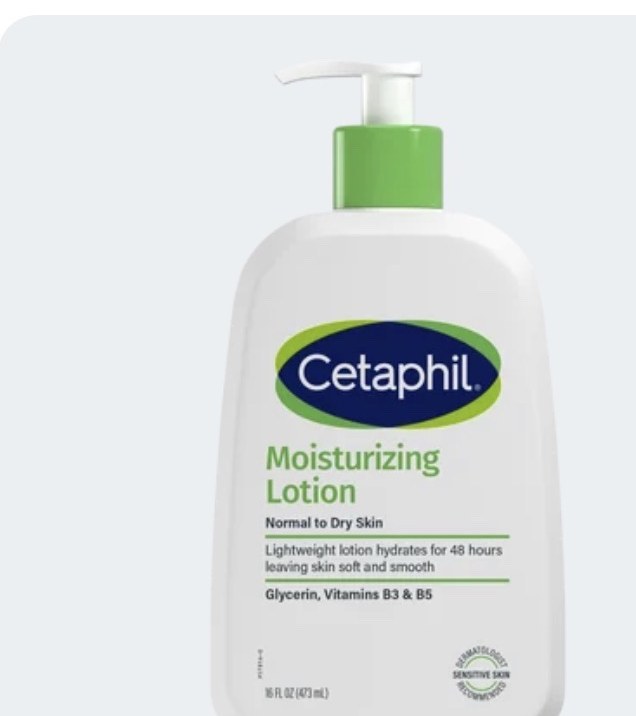 Cetaphil®
Moisturizing
Lotion
Normal to Dry Skin
Lightweight lotion hydrates for 48 hours
leaving skin soft and smooth
Glycerin, Vitamins B3 & B5
16 FL OZ (473 mL)
DERMATOLOGIST
SENSITIVE SKIN
RECOMMENDED